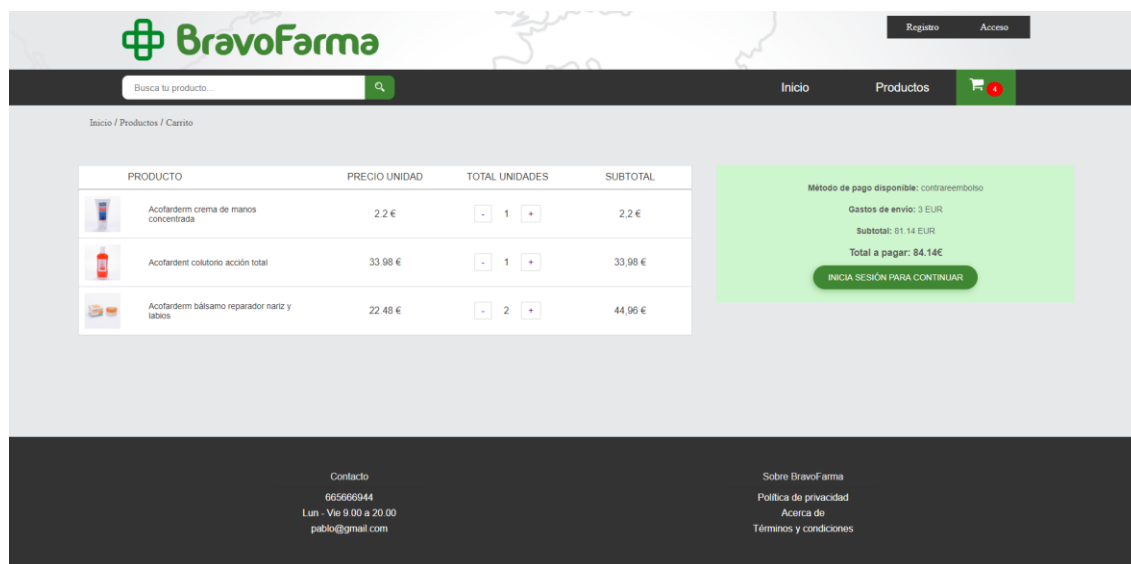 BravoFarma
Registro Acceso
Busca tu producto...
Inicio Productos 4
Inicio / Productos / Carrito
PRODUCTO PRECIO UNIDAD TOTAL UNIDADES SUBTOTAL
Acofarderm crema de manos
concentrada
2.2 € - 1 + 2,2 €
Acofardent colutorio acción total 33.98 € - 1 + 33,98 €
Acofarderm bálsamo reparador nariz y
labios
22.48 € - 2 + 44,96 €
Método de pago disponible: contrareembolso
Gastos de envío: 3 EUR
Subtotal: 81.14 EUR
Total a pagar: 84.14€
INICIA SESIÓN PARA CONTINUAR
Contacto
665666944
Lun - Vie 9.00 a 20.00
pablo@gmail.com
Sobre BravoFarma
Política de privacidad
Acerca de
Términos y condiciones